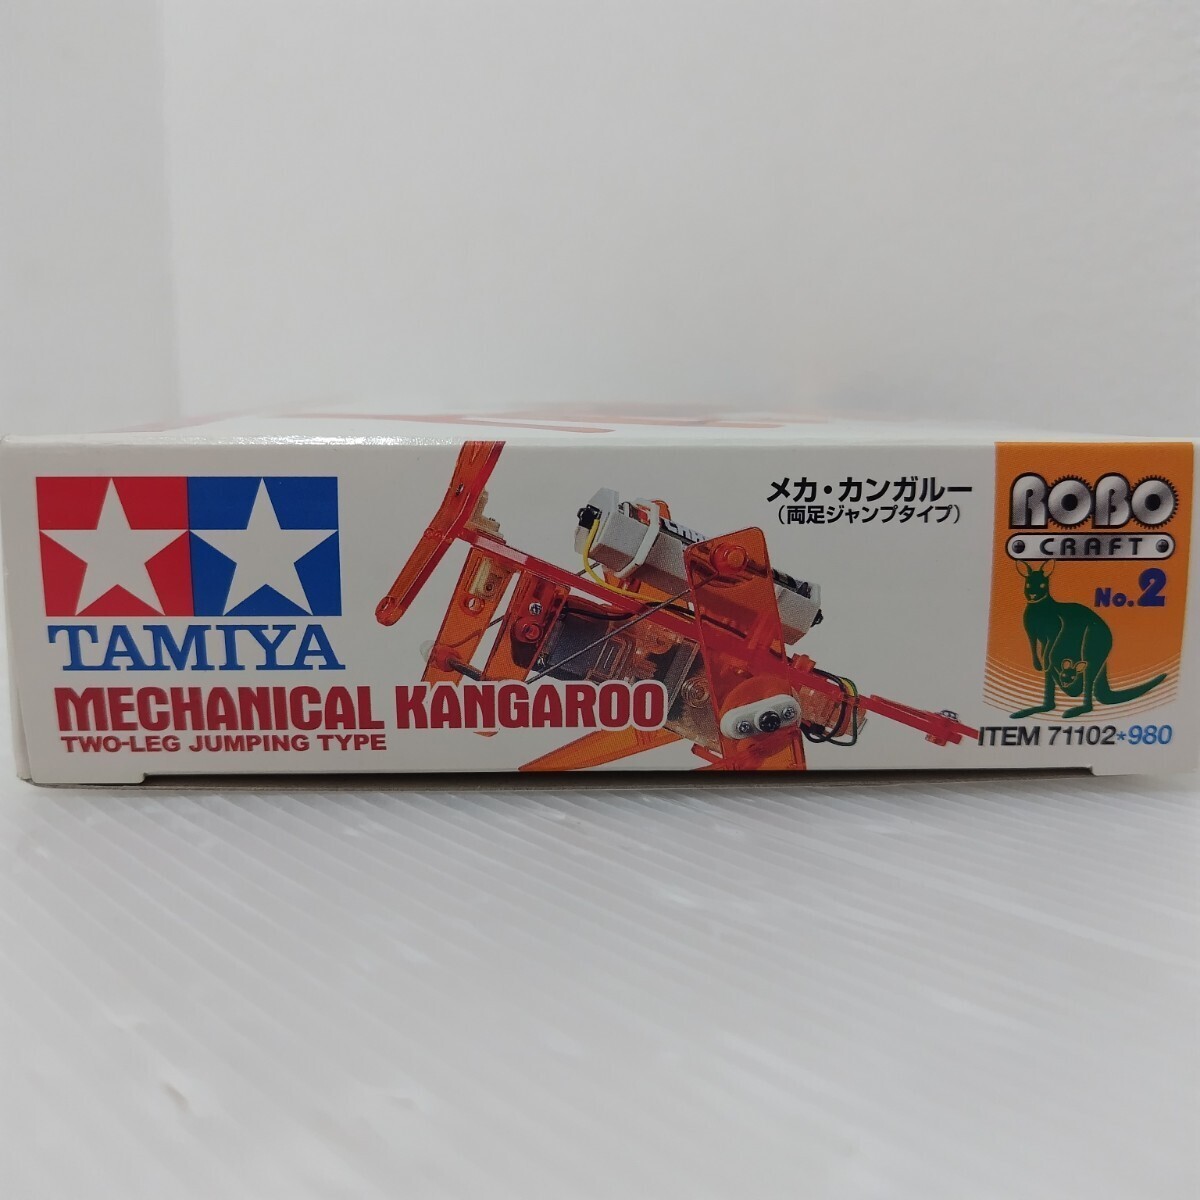 TAMIYA
MECHANICAL KANGAROO
TWO-LEG JUMPING TYPE
メカ・カンガルー
(両足ジャンプタイプ)
ROBO
CRAFT
No.2
ITEM 71102*980